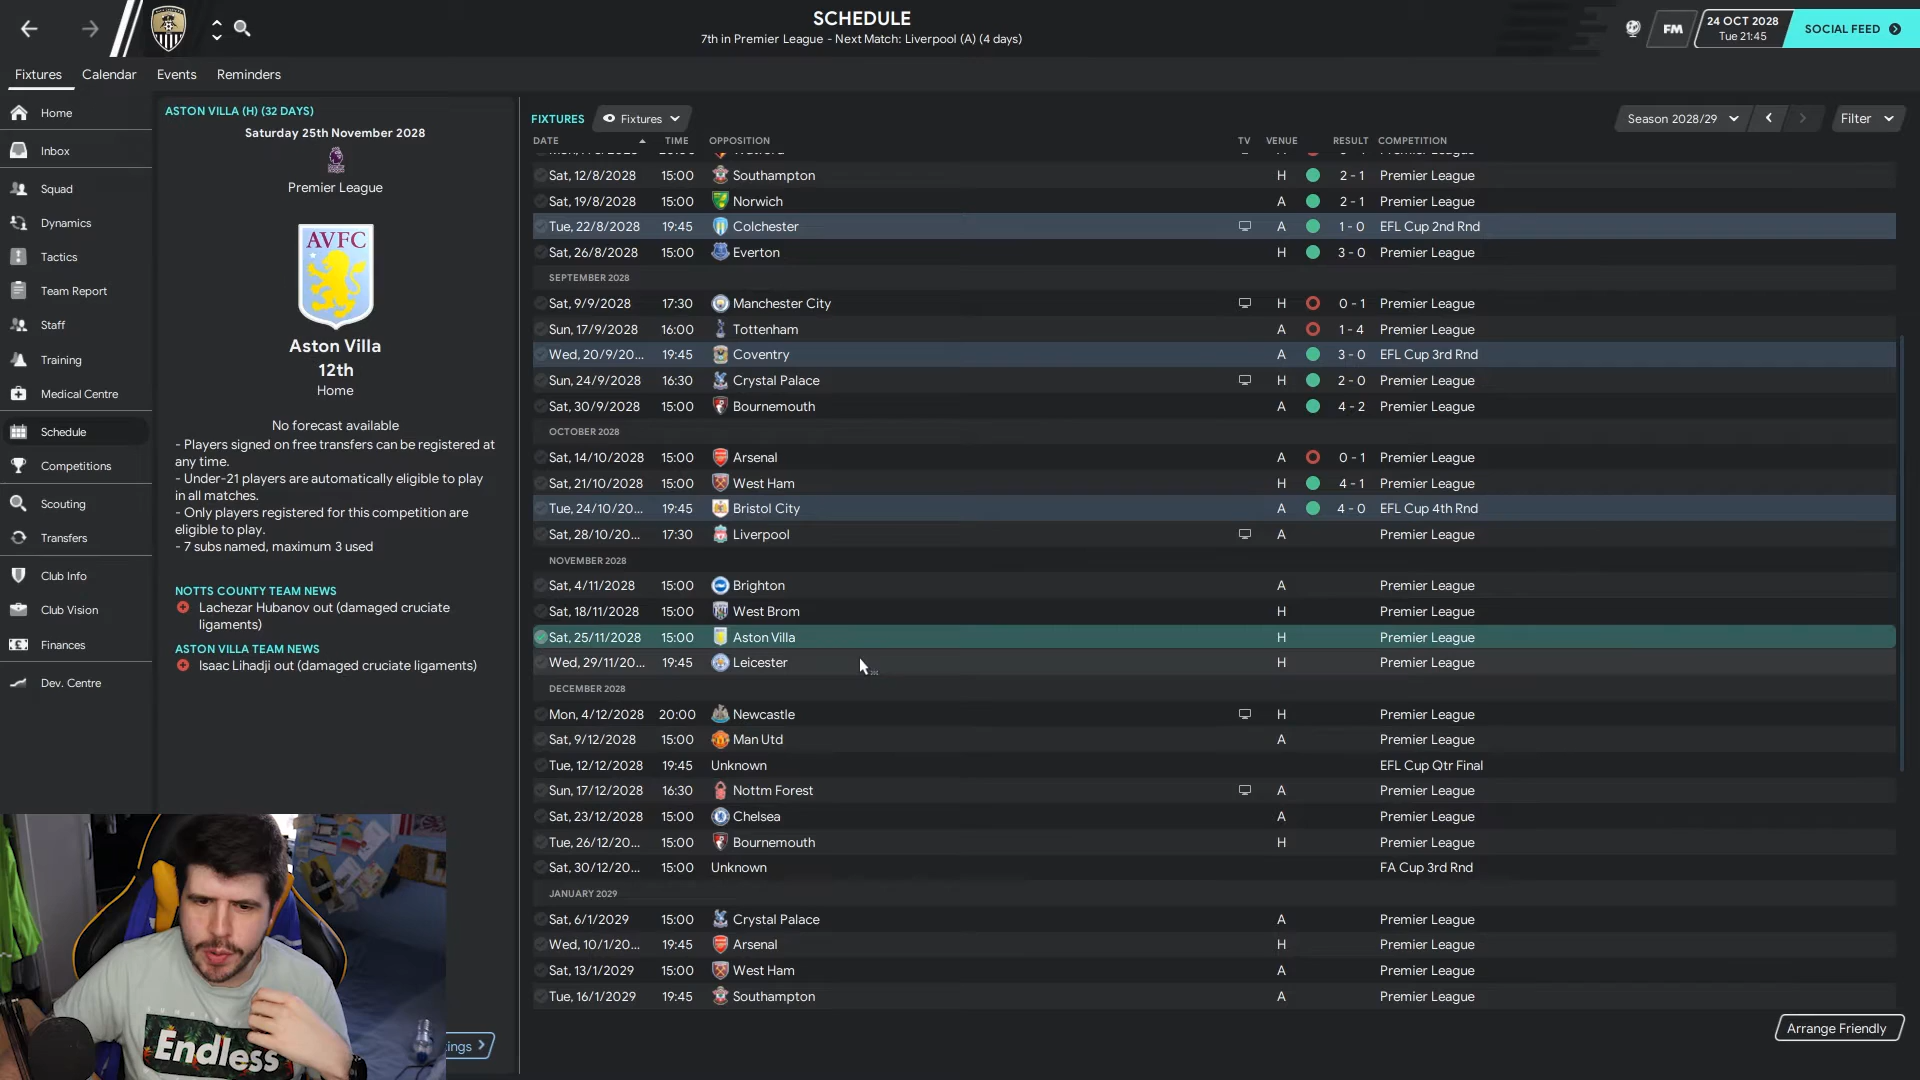 SCHEDULE
7th in Premier League - Next Match: Liverpool (A) (4 days)
FM
24 OCT 2028
Tue 21:45
SOCIAL FEED
Fixtures
Calendar
Events
Reminders
Home
Inbox
Squad
Dynamics
Tactics
Team Report
Staff
Training
Medical Centre
Schedule
Competitions
Scouting
Transfers
Club Info
Club Vision
Finances
Dev. Centre
ASTON VILLA (H) (32 DAYS)
Saturday 25th November 2028
Premier League
AVFC
Aston Villa
12th
Home
No forecast available
- Players signed on free transfers can be registered at
any time.
- Under-21 players are automatically eligible to play
in all matches.
- Only players registered for this competition are
eligible to play.
- 7 subs named, maximum 3 used
NOTTS COUNTY TEAM NEWS
Lachezar Hubanov out (damaged cruciate
ligaments)
ASTON VILLA TEAM NEWS
Isaac Lihadji out (damaged cruciate ligaments)
Endless
FIXTURES Fixtures Season 2028/29 Filter
DATE TIME OPPOSITION TV VENUE RESULT COMPETITION
Sat, 12/8/2028 15:00 Southampton H 2 - 1 Premier League
Sat, 19/8/2028 15:00 Norwich A 2 - 1 Premier League
Tue, 22/8/2028 19:45 Colchester A 1 - 0 EFL Cup 2nd Rnd
Sat, 26/8/2028 15:00 Everton H 3 - 0 Premier League
SEPTEMBER 2028
Sat, 9/9/2028 17:30 Manchester City H 0 - 1 Premier League
Sun, 17/9/2028 16:00 Tottenham A 1 - 4 Premier League
Wed, 20/9/20... 19:45 Coventry A 3 - 0 EFL Cup 3rd Rnd
Sun, 24/9/2028 16:30 Crystal Palace H 2 - 0 Premier League
Sat, 30/9/2028 15:00 Bournemouth A 4 - 2 Premier League
OCTOBER 2028
Sat, 14/10/2028 15:00 Arsenal A 0 - 1 Premier League
Sat, 21/10/2028 15:00 West Ham H 4 - 1 Premier League
Tue, 24/10/20... 19:45 Bristol City A 4 - 0 EFL Cup 4th Rnd
Sat, 28/10/20... 17:30 Liverpool A Premier League
NOVEMBER 2028
Sat, 4/11/2028 15:00 Brighton A Premier League
Sat, 18/11/2028 15:00 West Brom H Premier League
Sat, 25/11/2028 15:00 Aston Villa H Premier League
Wed, 29/11/20... 19:45 Leicester H Premier League
DECEMBER 2028
Mon, 4/12/2028 20:00 Newcastle H Premier League
Sat, 9/12/2028 15:00 Man Utd A Premier League
Tue, 12/12/2028 19:45 Unknown EFL Cup Qtr Final
Sun, 17/12/2028 16:30 Nottm Forest A Premier League
Sat, 23/12/2028 15:00 Chelsea A Premier League
Tue, 26/12/20... 15:00 Bournemouth H Premier League
Sat, 30/12/20... 15:00 Unknown FA Cup 3rd Rnd
JANUARY 2029
Sat, 6/1/2029 15:00 Crystal Palace A Premier League
Wed, 10/1/20... 19:45 Arsenal H Premier League
Sat, 13/1/2029 15:00 West Ham A Premier League
Tue, 16/1/2029 19:45 Southampton A Premier League
Arrange Friendly